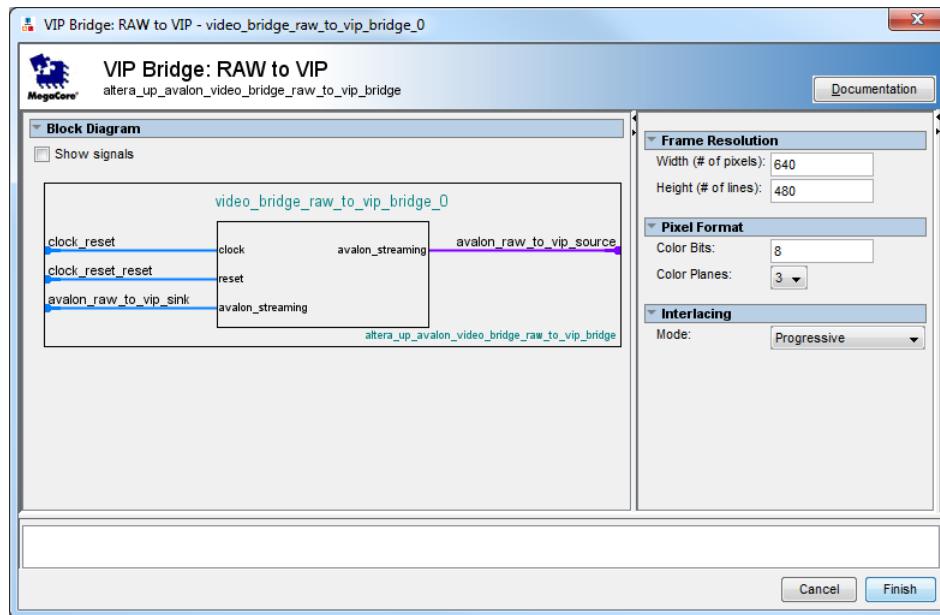 VIP Bridge: RAW to VIP - video_bridge_raw_to_vip_bridge_0
VIP Bridge: RAW to VIP
altera_up_avalon_video_bridge_raw_to_vip_bridge
MegaCore'
Documentation
Block Diagram
Show signals
video_bridge_raw_to_vip_bridge_0
clock_reset
clock
avalon_streaming
avalon_raw_to_vip_source
clock_reset_reset
reset
avalon_raw_to_vip_sink
avalon_streaming
altera_up_avalon_video_bridge_raw_to_vip_bridge
Frame Resolution
Width (# of pixels): 640
Height (# of lines): 480
Pixel Format
Color Bits: 8
Color Planes: 3
Interlacing
Mode: Progressive
Cancel
Finish